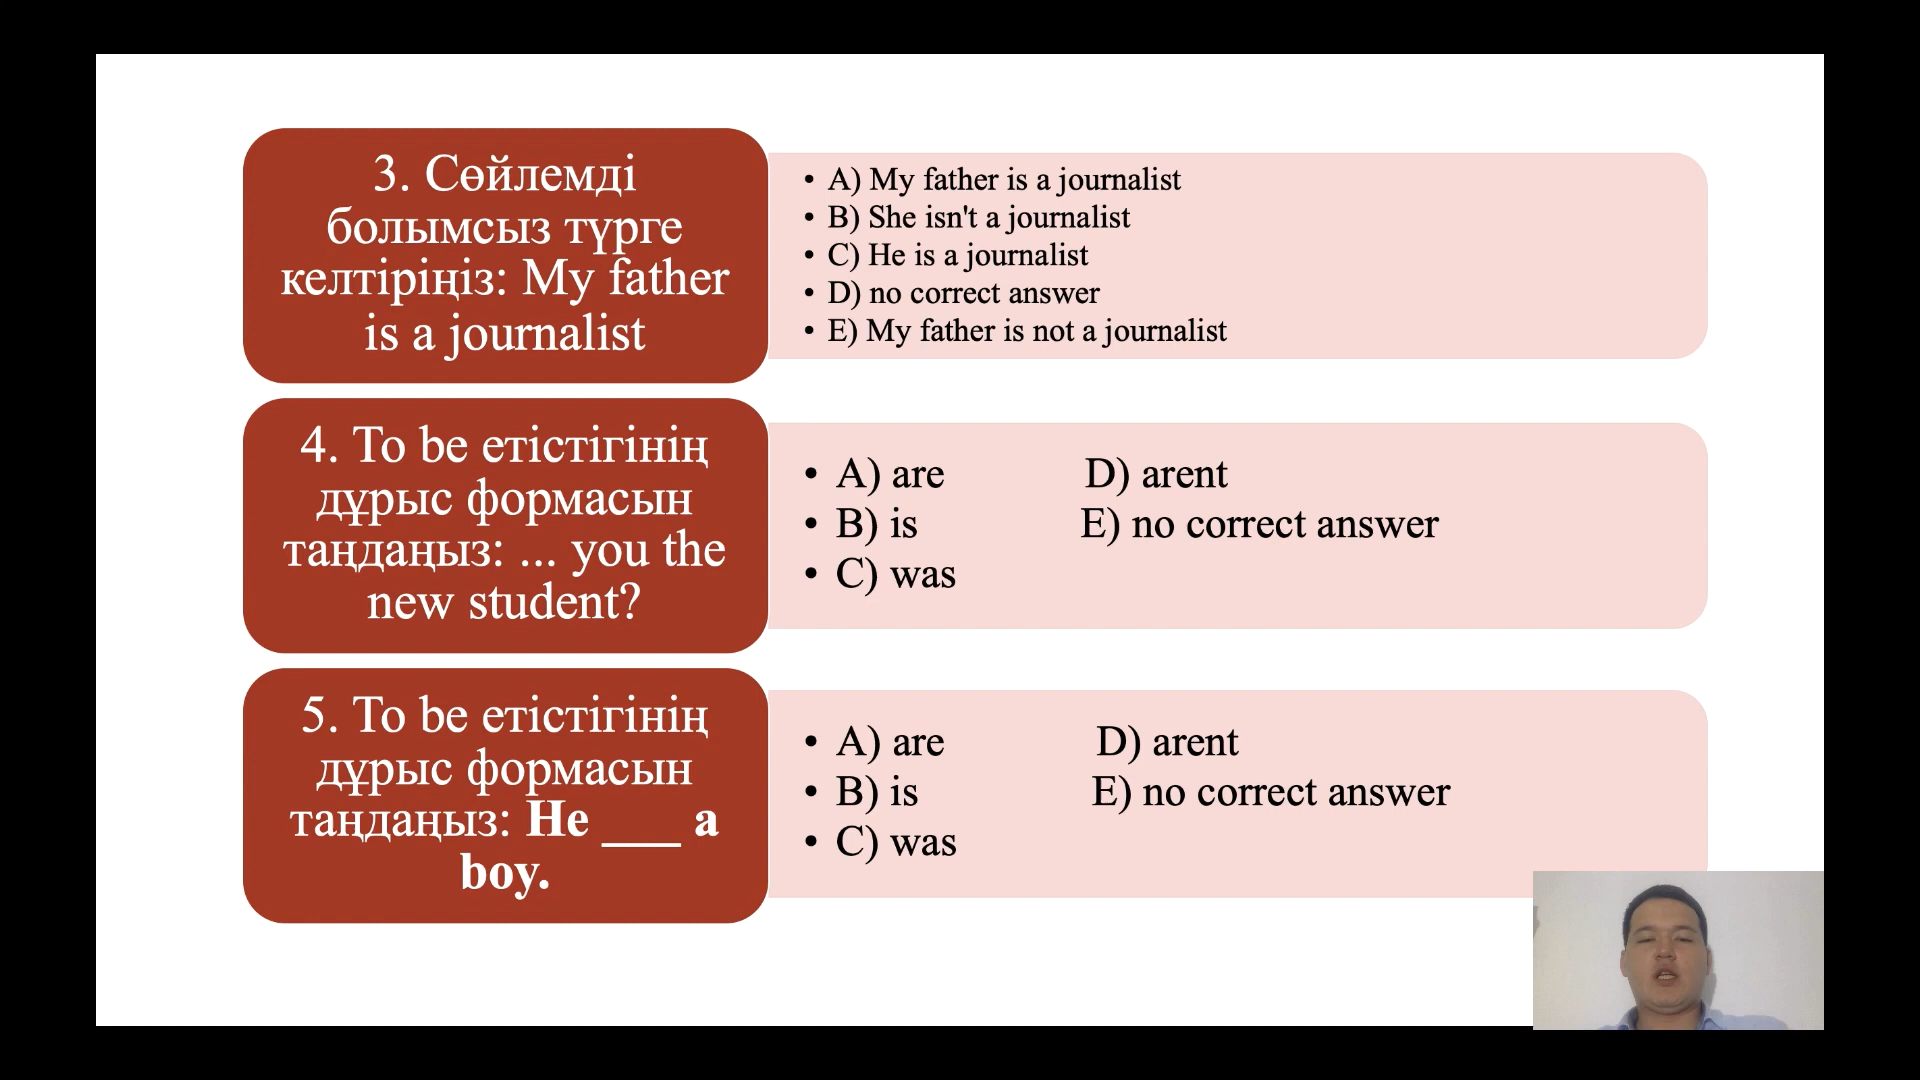 3. Сөйлемді
болымсыз түрге
келтіріңіз: My father
is a journalist
• A) My father is a journalist
• B) She isn't a journalist
• C) He is a journalist
• D) no correct answer
• E) My father is not a journalist
4. To be етістігінің
дұрыс формасын
таңдаңыз: ... you the
new student?
• A) are D) arent
• B) is E) no correct answer
• C) was
5. To be етістігінің
дұрыс формасын
таңдаңыз: He ___ a
boy.
• A) are D) arent
• B) is E) no correct answer
• C) was